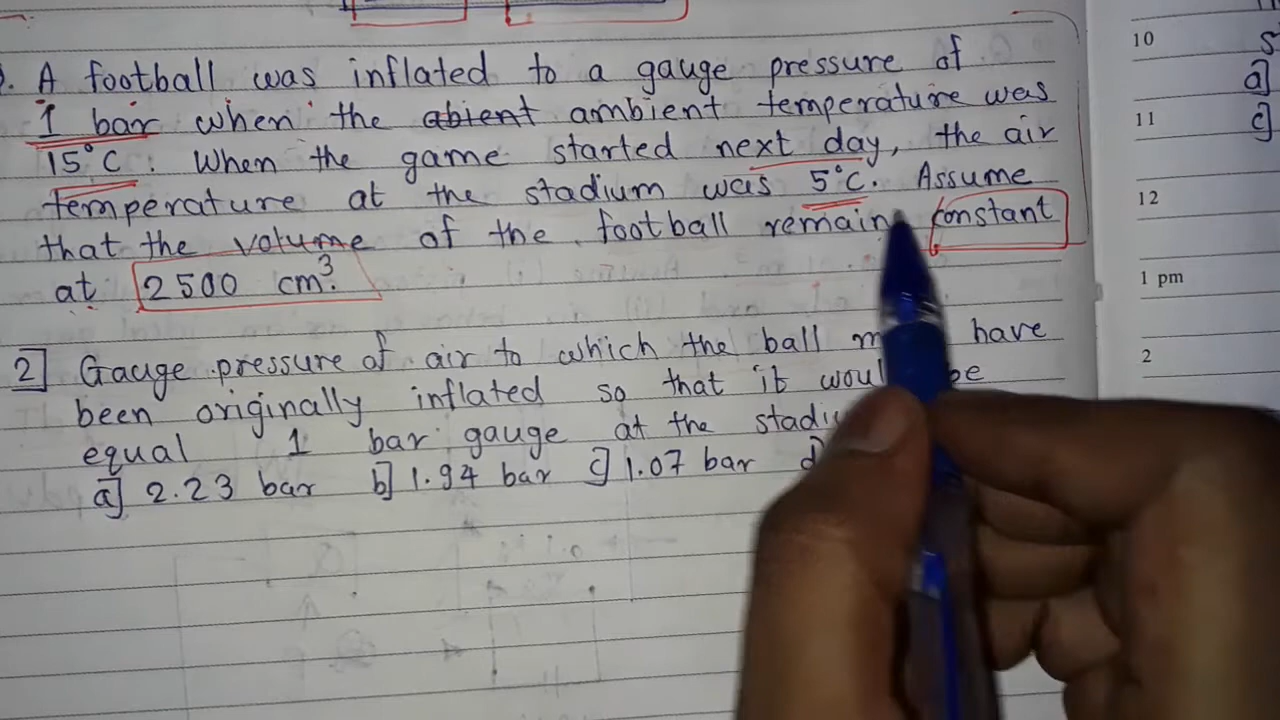 A football was inflated to a gauge pressure of
1 bar when the abient ambient temperature was
15°C. When the game started next day, the air
temperature at the stadium was 5°C. Assume
that the volume of the football remain constant
at 2500 cm³.
2] Gauge pressure of air to which the ball have
been originally inflated so that it be
equal 1 bar gauge at the
a] 2.23 bar b] 1.94 bar c] 1.07 bar d]
10
a]
11
c]
12
1 pm
2